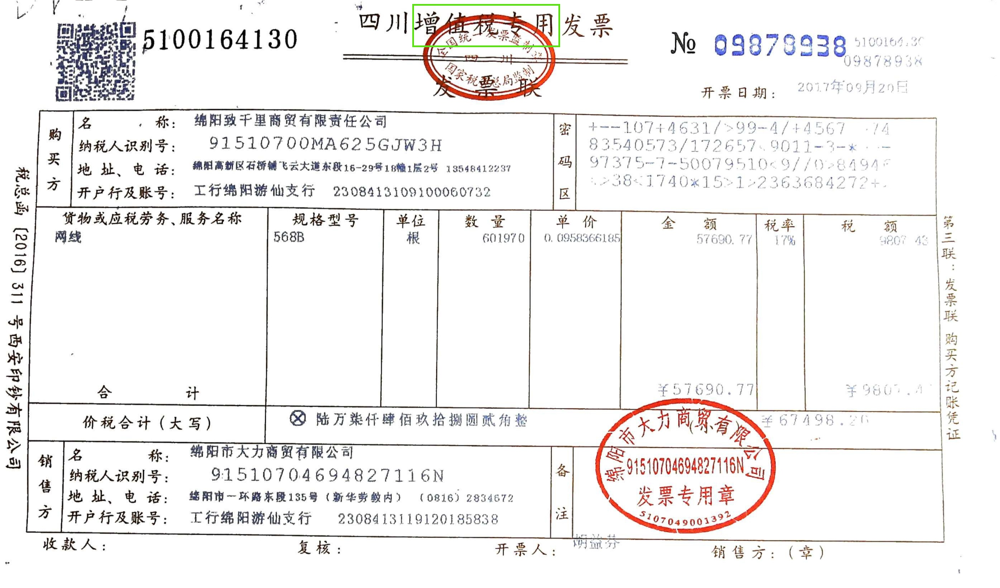 四川增值税专用发票
5100164130
№ 09878938
09878938
全国统一发票监制章
四川
国家税务总局监制
发票联
开票日期: 2017年09月20日
购买方
名称: 绵阳致千里商贸有限责任公司
纳税人识别号: 91510700MA625GJW3H
地址、电话: 绵阳高新区石桥铺飞云大道东段16-29号18幢1层2号 13548412237
开户行及账号: 工行绵阳游仙支行 2308413109100060732
密码区
+--107+4631/>99-4/+4567 74
83540573/172657 9011-3-* -
97375-7-50079510<9//0>8494
>38<1740*15>1>2363684272+
货物或应税劳务、服务名称 规格型号 单位 数量 单价 金额 税率 税额
网线 568B 根 601970 0.0958366185 57690.77 17% 9807.43
合计 ¥57690.77 ¥9807.4
价税合计(大写) ⊗ 陆万柒仟肆佰玖拾捌圆贰角整 (小写) ¥67498.20
销售方
名称: 绵阳市大力商贸有限公司
纳税人识别号: 91510704694827116N
地址、电话: 绵阳市一环路东段135号(新华劳教内) (0816)2834672
开户行及账号: 工行绵阳游仙支行 2308413119120185838
备注
绵阳市大力商贸有限公司
91510704694827116N
发票专用章
5107049001392
收款人: 复核: 开票人: 胡益芬 销售方:(章)
税总函〔2016〕311号西安印钞有限公司
第三联:发票联 购买方记账凭证